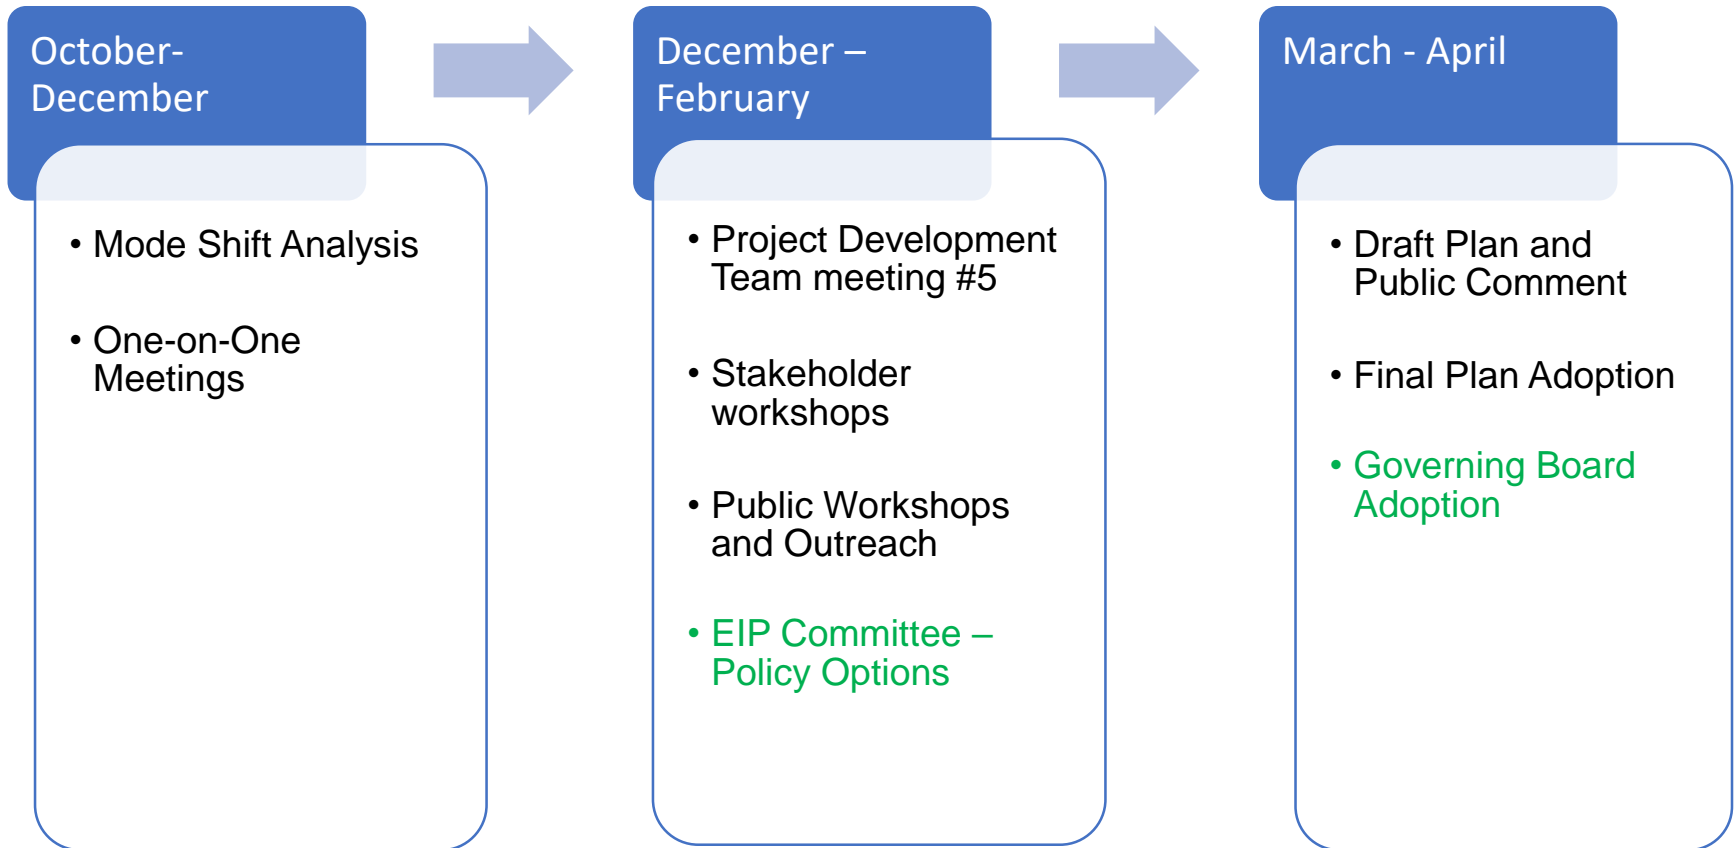 October-
December
• Mode Shift Analysis
• One-on-One
Meetings
December –
February
• Project Development
Team meeting #5
• Stakeholder
workshops
• Public Workshops
and Outreach
• EIP Committee –
Policy Options
March - April
• Draft Plan and
Public Comment
• Final Plan Adoption
• Governing Board
Adoption